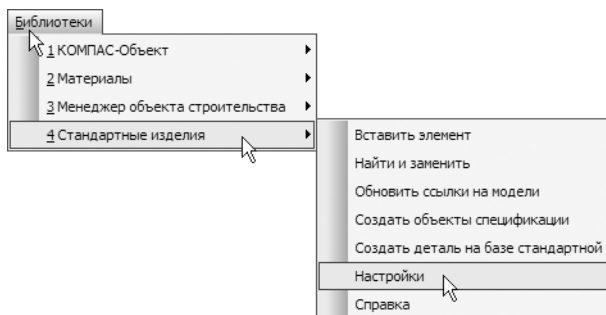 Библиотеки
1 КОМПАС-Объект
2 Материалы
3 Менеджер объекта строительства
4 Стандартные изделия
Вставить элемент
Найти и заменить
Обновить ссылки на модели
Создать объекты спецификации
Создать деталь на базе стандартной
Настройки
Справка